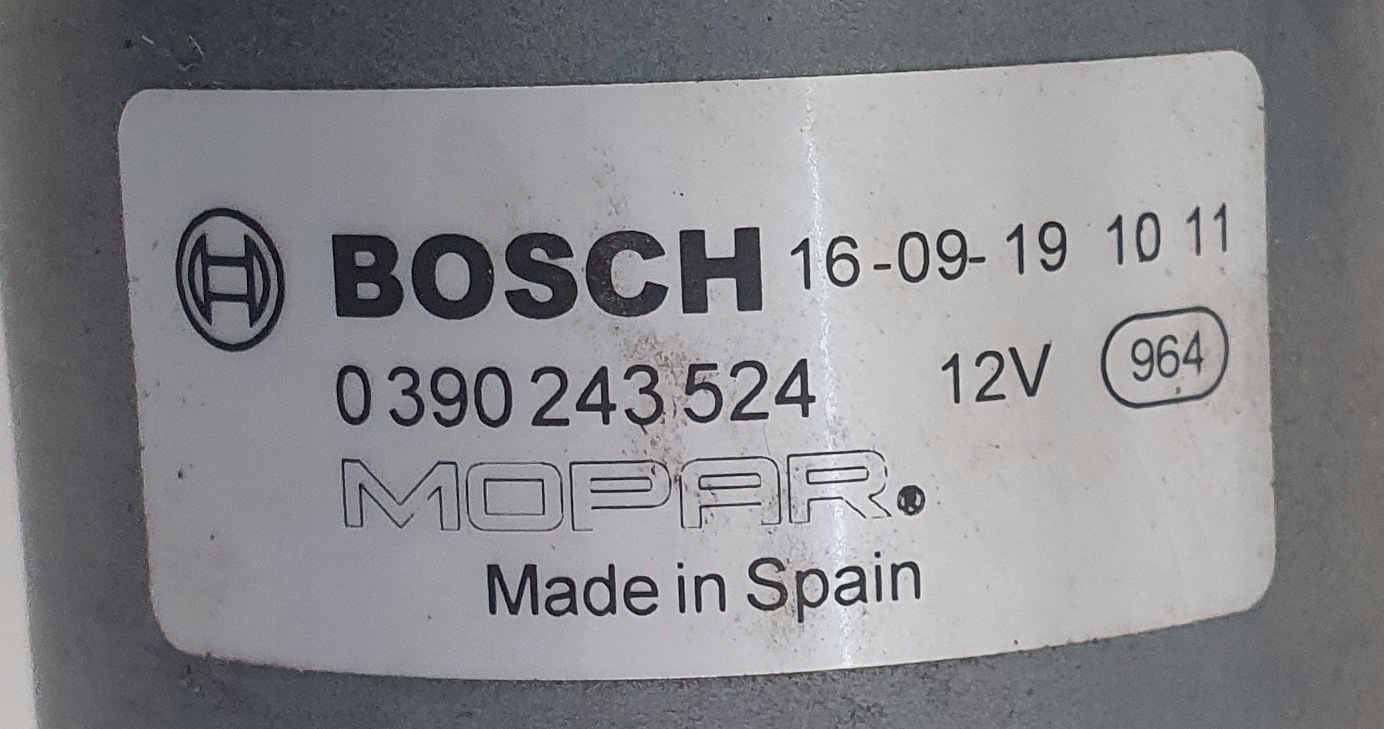 BOSCH 16-09-19 10 11
0 390 243 524 12V 964
MOPAR®
Made in Spain